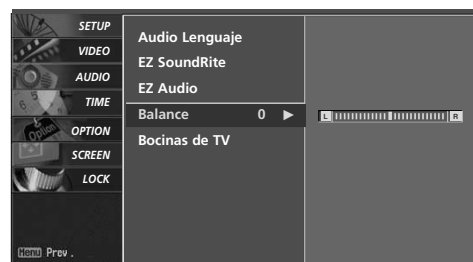 SETUP
VIDEO
AUDIO
TIME
OPTION
SCREEN
LOCK
Menu Prev.
Audio Lenguaje
EZ SoundRite
EZ Audio
Balance 0 ▶
Bocinas de TV
L R